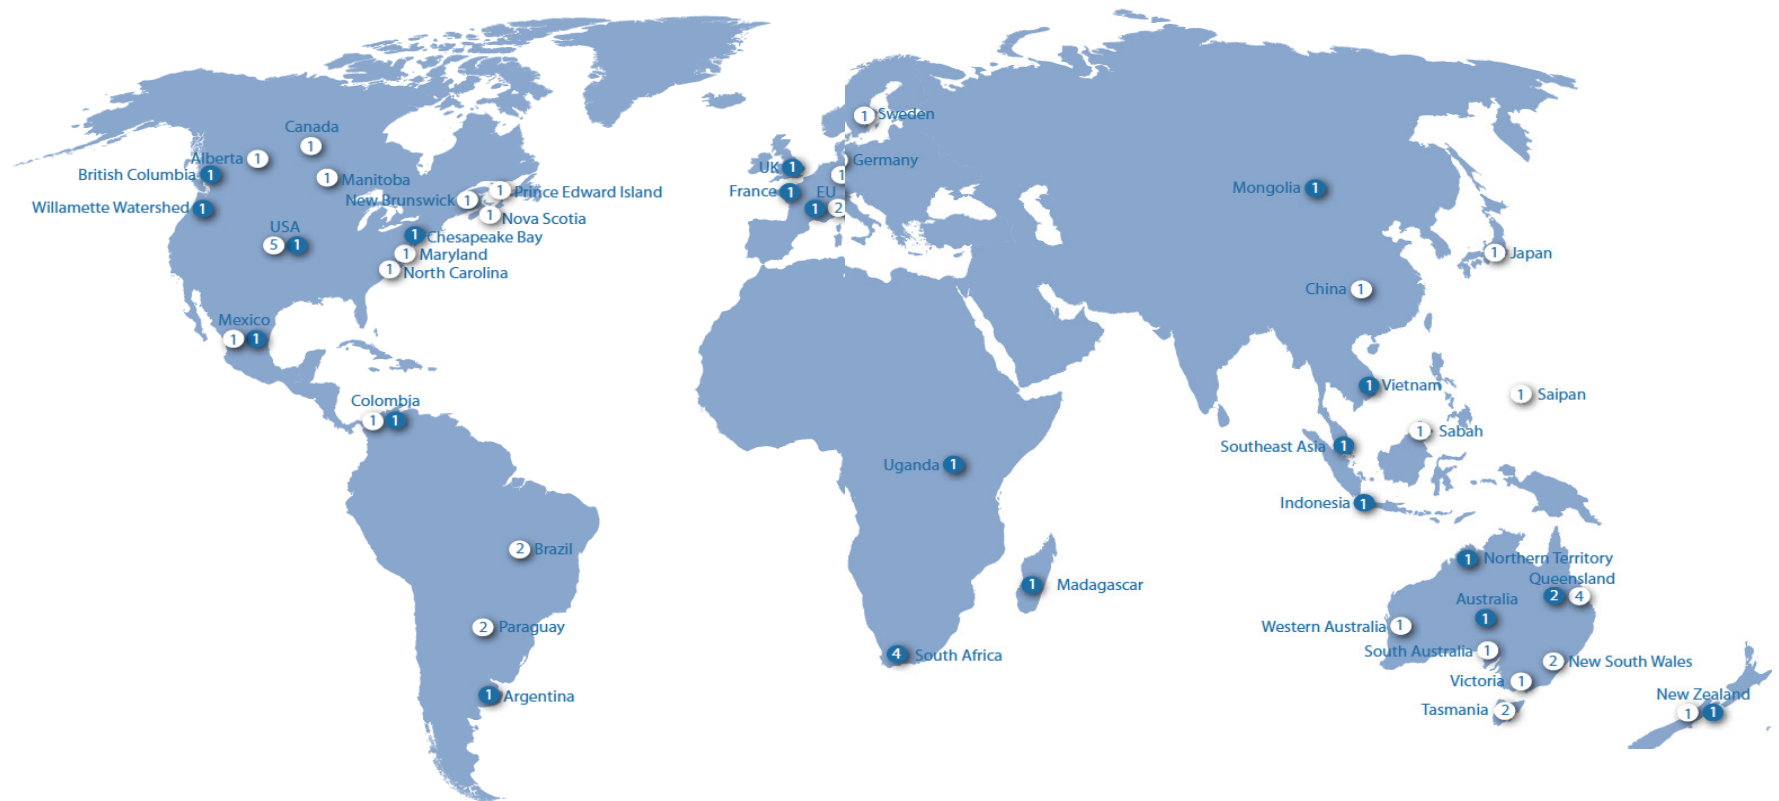 Canada
1
Alberta 1
British Columbia 1
Manitoba
1
Willamette Watershed 1
New Brunswick 1
1 Prince Edward Island
1 Nova Scotia
USA
5 1
1 Chesapeake Bay
1 Maryland
1 North Carolina
Mexico
1 1
Colombia
1 1
2 Brazil
2 Paraguay
1 Argentina
1 Sweden
UK 1
Germany
1
France 1
EU
1 2
Uganda 1
1 Madagascar
4 South Africa
Mongolia 1
1 Japan
China 1
1 Vietnam
1 Saipan
1 Sabah
Southeast Asia 1
Indonesia 1
1 Northern Territory
Queensland
2 4
Australia
1
Western Australia 1
South Australia 1
2 New South Wales
Victoria 1
Tasmania 2
New Zealand
1 1